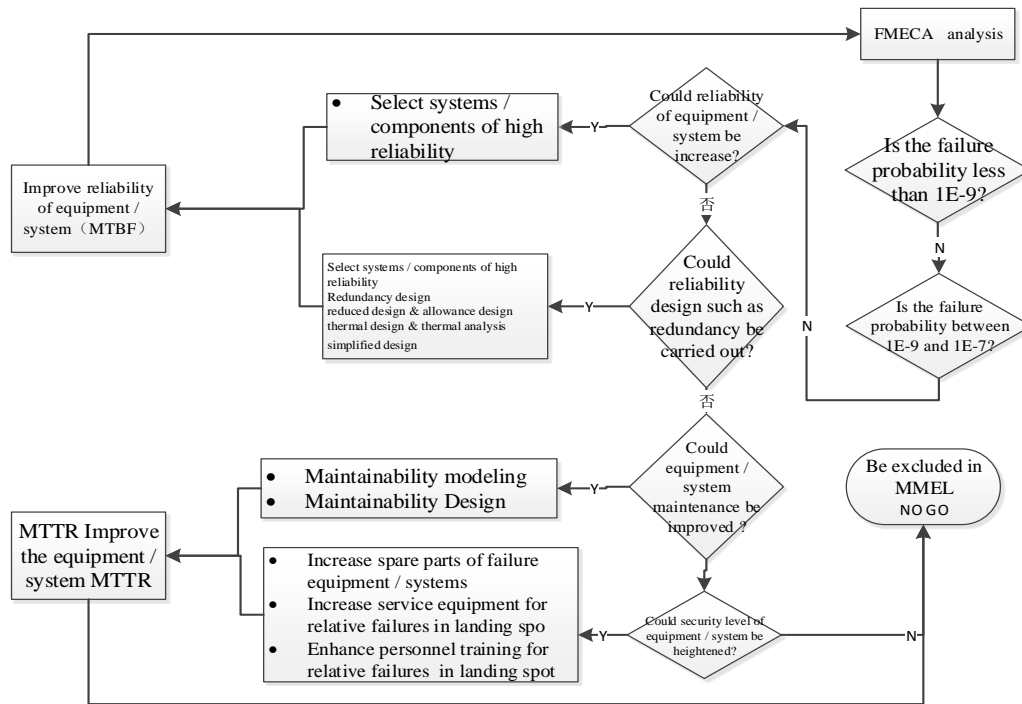 FMECA analysis
Is the failure
probability less
than 1E-9?
N
Is the failure
probability between
1E-9 and 1E-7?
N
Could reliability
of equipment /
system be
increase?
Y
• Select systems /
components of high
reliability
Improve reliability
of equipment /
system（MTBF）
否
Could
reliability
design such as
redundancy be
carried out?
Y
Select systems / components of high
reliability
Redundancy design
reduced design & allowance design
thermal design & thermal analysis
simplified design
否
Could
equipment /
system
maintenance be
improved ?
Y
• Maintainability modeling
• Maintainability Design
MTTR Improve
the equipment /
system MTTR
Could security level of
equipment / system be
heightened?
Y
• Increase spare parts of failure
equipment / systems
• Increase service equipment for
relative failures in landing spo
• Enhance personnel training for
relative failures in landing spot
N
Be excluded in
MMEL
NO GO